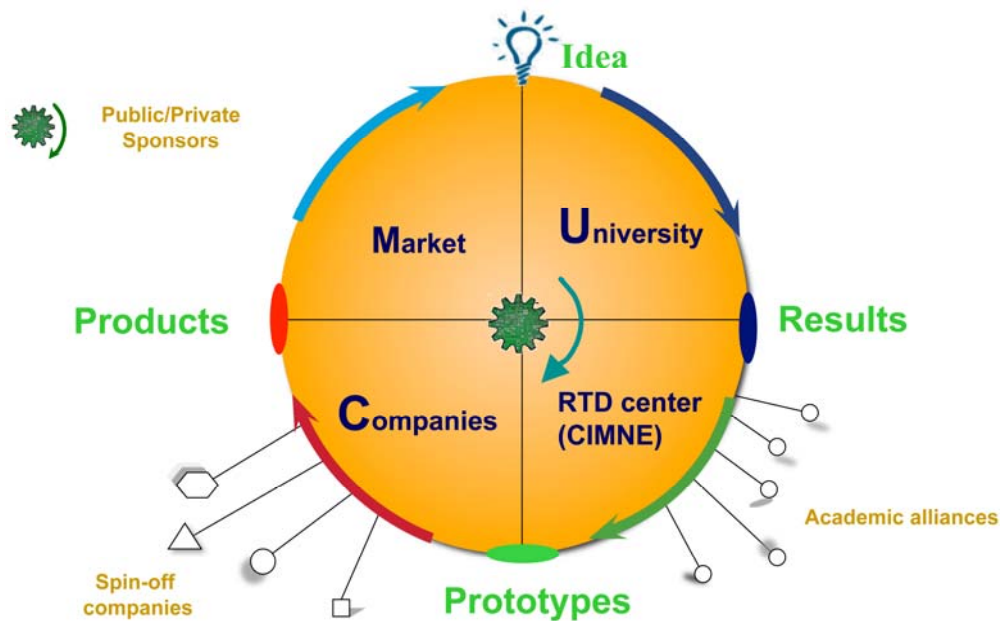 Idea
Public/Private
Sponsors
Market
University
Products
Results
Companies
RTD center
(CIMNE)
Academic alliances
Spin-off
companies
Prototypes